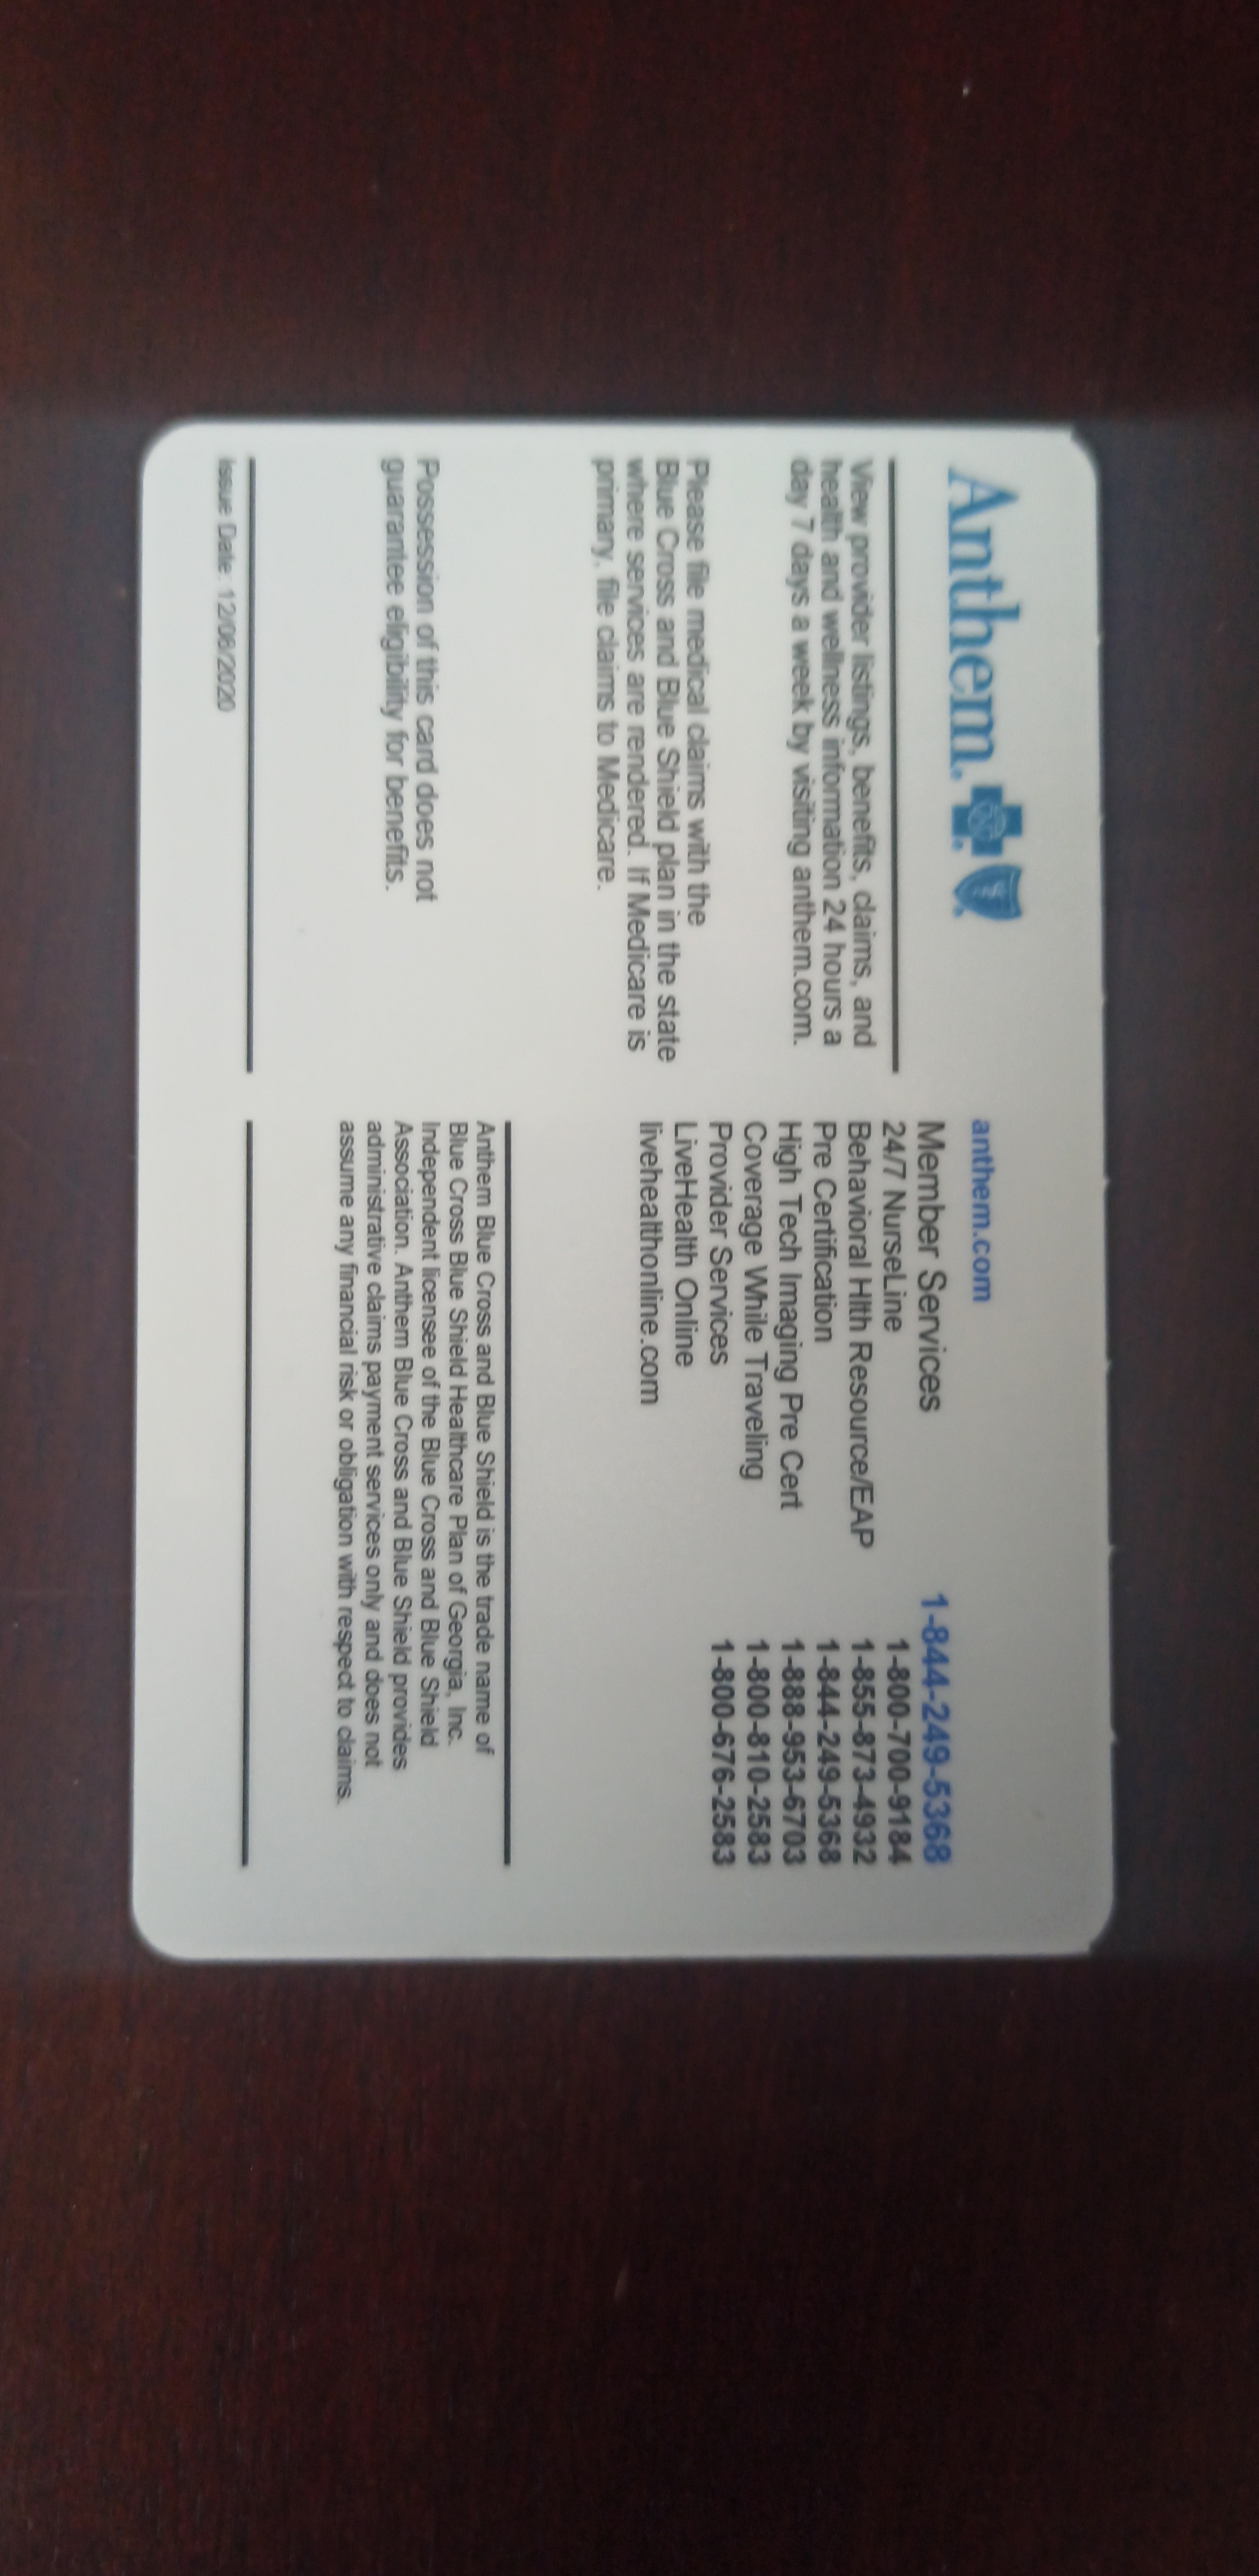 Anthem.
View provider listings, benefits, claims, and
health and wellness information 24 hours a
day 7 days a week by visiting anthem.com.
Please file medical claims with the
Blue Cross and Blue Shield plan in the state
where services are rendered. If Medicare is
primary, file claims to Medicare.
Possession of this card does not
guarantee eligibility for benefits.
Issue Date: 12/08/2020
anthem.com
Member Services 1-844-249-5368
24/7 NurseLine 1-800-700-9184
Behavioral Hlth Resource/EAP 1-855-873-4932
Pre Certification 1-844-249-5368
High Tech Imaging Pre Cert 1-888-953-6703
Coverage While Traveling 1-800-810-2583
Provider Services 1-800-676-2583
LiveHealth Online
livehealthonline.com
Anthem Blue Cross and Blue Shield is the trade name of
Blue Cross Blue Shield Healthcare Plan of Georgia, Inc.
Independent licensee of the Blue Cross and Blue Shield
Association. Anthem Blue Cross and Blue Shield provides
administrative claims payment services only and does not
assume any financial risk or obligation with respect to claims.